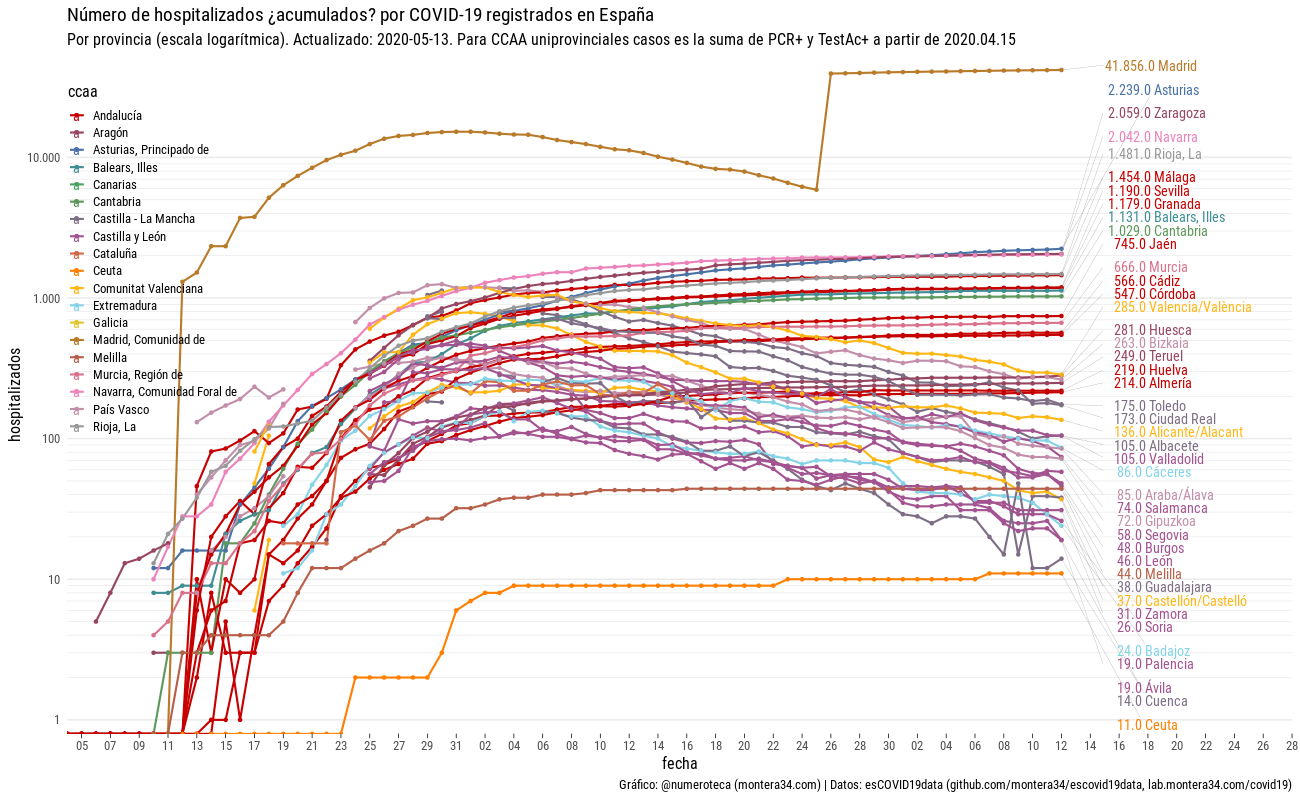 Número de hospitalizados ¿acumulados? por COVID-19 registrados en España
Por provincia (escala logarítmica). Actualizado: 2020-05-13. Para CCAA uniprovinciales casos es la suma de PCR+ y TestAc+ a partir de 2020.04.15
ccaa
Andalucía
Aragón
Asturias, Principado de
Balears, Illes
Canarias
Cantabria
Castilla - La Mancha
Castilla y León
Cataluña
Ceuta
Comunitat Valenciana
Extremadura
Galicia
Madrid, Comunidad de
Melilla
Murcia, Región de
Navarra, Comunidad Foral de
País Vasco
Rioja, La
hospitalizados
10.000
1.000
100
10
1
41.856.0 Madrid
2.239.0 Asturias
2.059.0 Zaragoza
2.042.0 Navarra
1.481.0 Rioja, La
1.454.0 Málaga
1.190.0 Sevilla
1.179.0 Granada
1.131.0 Balears, Illes
1.029.0 Cantabria
745.0 Jaén
666.0 Murcia
566.0 Cádiz
547.0 Córdoba
285.0 Valencia/València
281.0 Huesca
263.0 Bizkaia
249.0 Teruel
219.0 Huelva
214.0 Almería
175.0 Toledo
173.0 Ciudad Real
136.0 Alicante/Alacant
105.0 Albacete
105.0 Valladolid
86.0 Cáceres
85.0 Araba/Álava
74.0 Salamanca
72.0 Gipuzkoa
58.0 Segovia
48.0 Burgos
46.0 León
44.0 Melilla
38.0 Guadalajara
37.0 Castellón/Castelló
31.0 Zamora
26.0 Soria
24.0 Badajoz
19.0 Palencia
19.0 Ávila
14.0 Cuenca
11.0 Ceuta
05 07 09 11 13 15 17 19 21 23 25 27 29 31 02 04 06 08 10 12 14 16 18 20 22 24 26 28 30 02 04 06 08 10 12 14 16 18 20 22 24 26 28
fecha
Gráfico: @numeroteca (montera34.com) | Datos: esCOVID19data (github.com/montera34/escovid19data, lab.montera34.com/covid19)